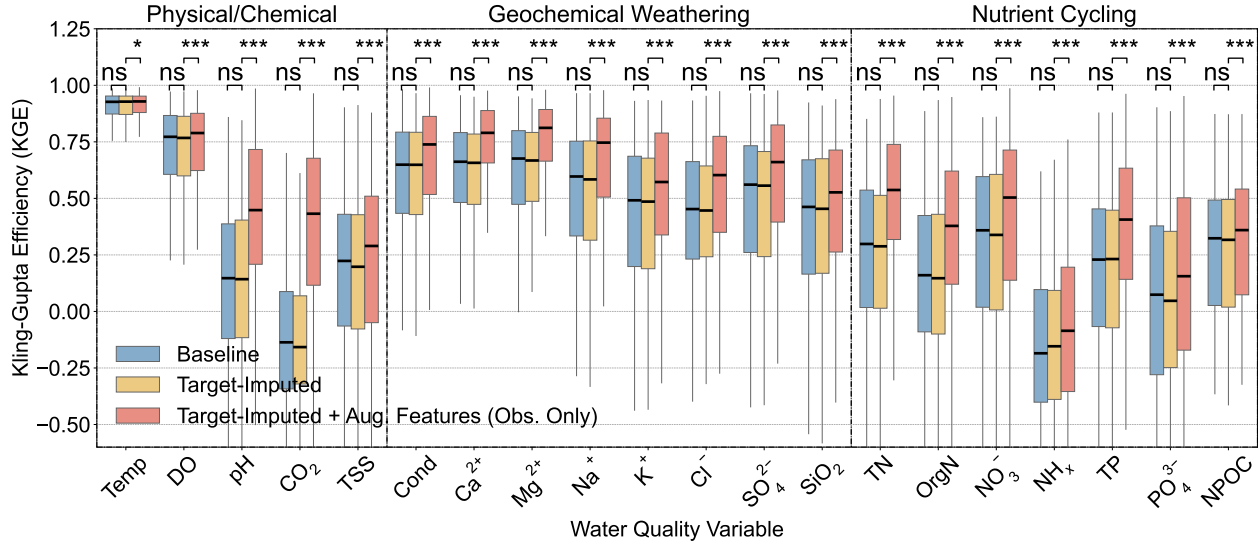 Physical/Chemical
Geochemical Weathering
Nutrient Cycling
Kling-Gupta Efficiency (KGE)
1.25
1.00
0.75
0.50
0.25
0.00
−0.25
−0.50
* *** *** *** *** *** *** *** *** *** *** *** *** *** *** *** *** *** *** ***
ns ns ns ns ns ns ns ns ns ns ns ns ns ns ns ns ns ns ns ns
Baseline
Target-Imputed
Target-Imputed + Aug. Features (Obs. Only)
Temp
DO
pH
CO₂
TSS
Cond
Ca²⁺
Mg²⁺
Na⁺
K⁺
Cl⁻
SO₄²⁻
SiO₂
TN
OrgN
NO₃⁻
NHₓ
TP
PO₄³⁻
NPOC
Water Quality Variable